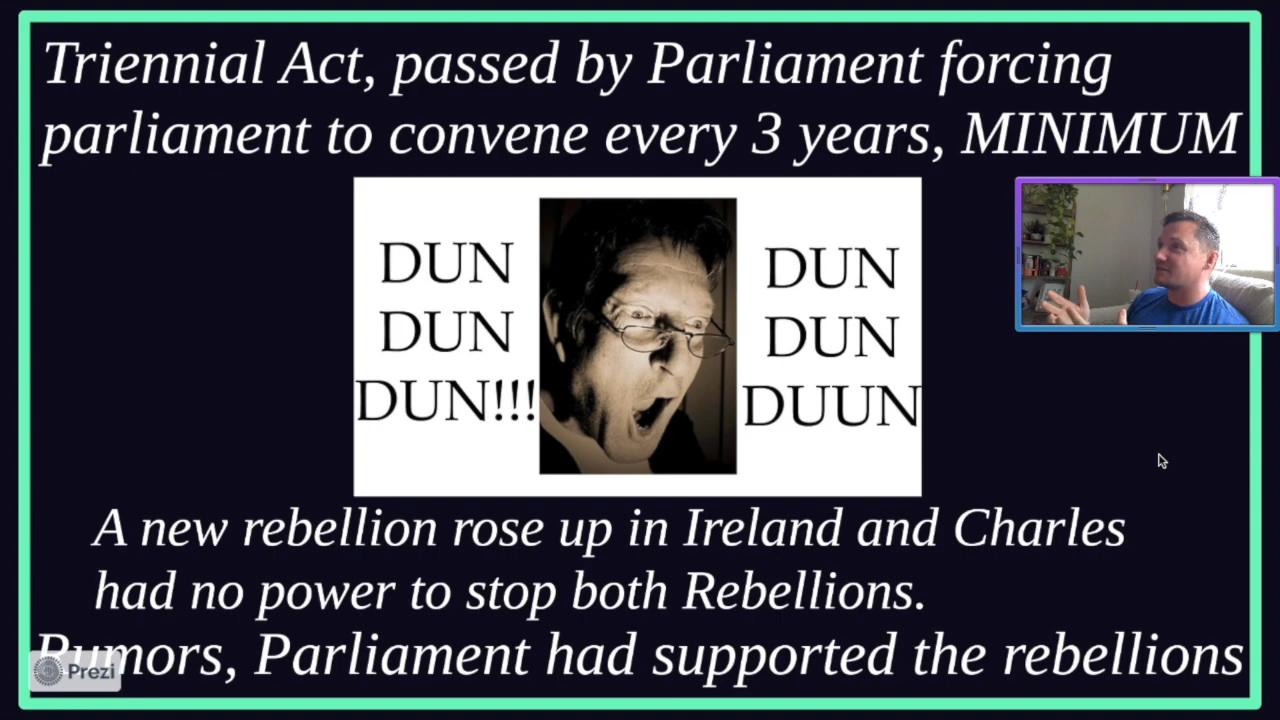 Triennial Act, passed by Parliament forcing
parliament to convene every 3 years, MINIMUM
DUN
DUN
DUN!!!
DUN
DUN
DUUN
A new rebellion rose up in Ireland and Charles
had no power to stop both Rebellions.
Rumors, Parliament had supported the rebellions
Prezi